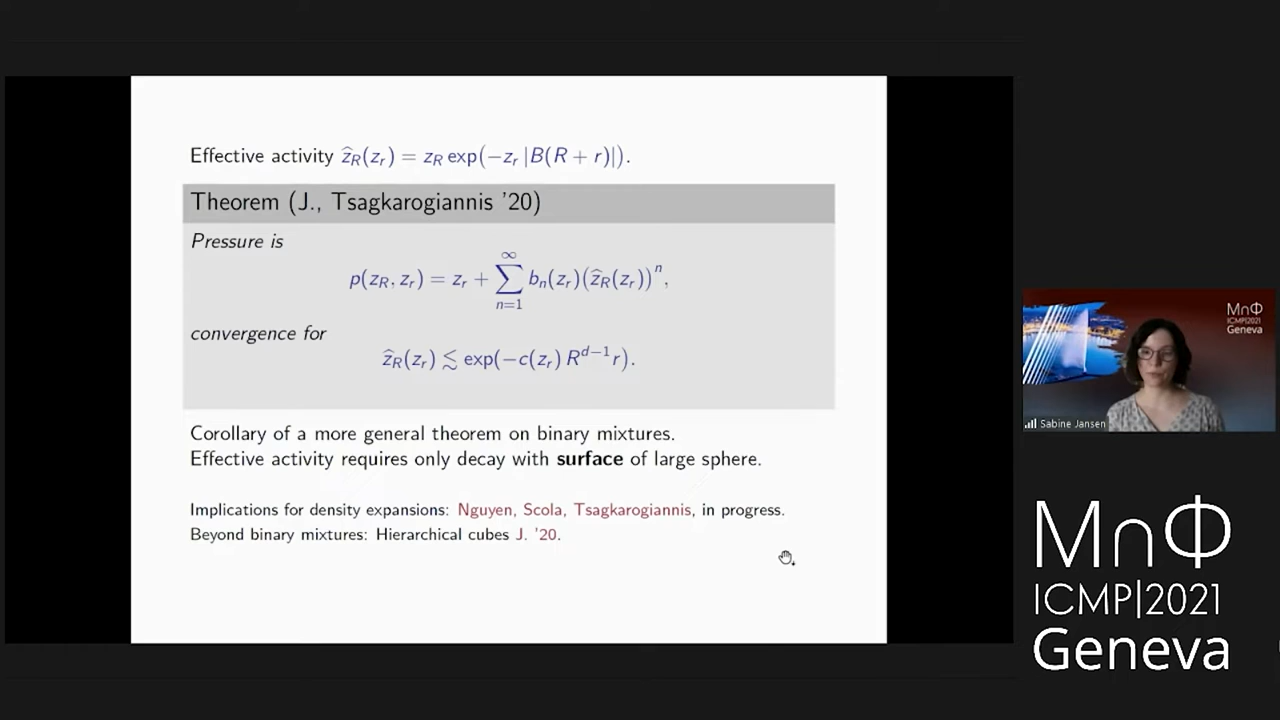 Effective activity ẑ_R(z_r) = z_R exp(−z_r |B(R + r)|).
Theorem (J., Tsagkarogiannis '20)
Pressure is
p(z_R, z_r) = z_r + ∑_{n=1}^{∞} b_n(z_r)(ẑ_R(z_r))^n,
convergence for
ẑ_R(z_r) ≲ exp(−c(z_r) R^{d−1} r).
Corollary of a more general theorem on binary mixtures.
Effective activity requires only decay with surface of large sphere.
Implications for density expansions: Nguyen, Scola, Tsagkarogiannis, in progress.
Beyond binary mixtures: Hierarchical cubes J. '20.
M∩Φ
ICMP|2021
Geneva
Sabine Jansen
M∩Φ
ICMP|2021
Geneva